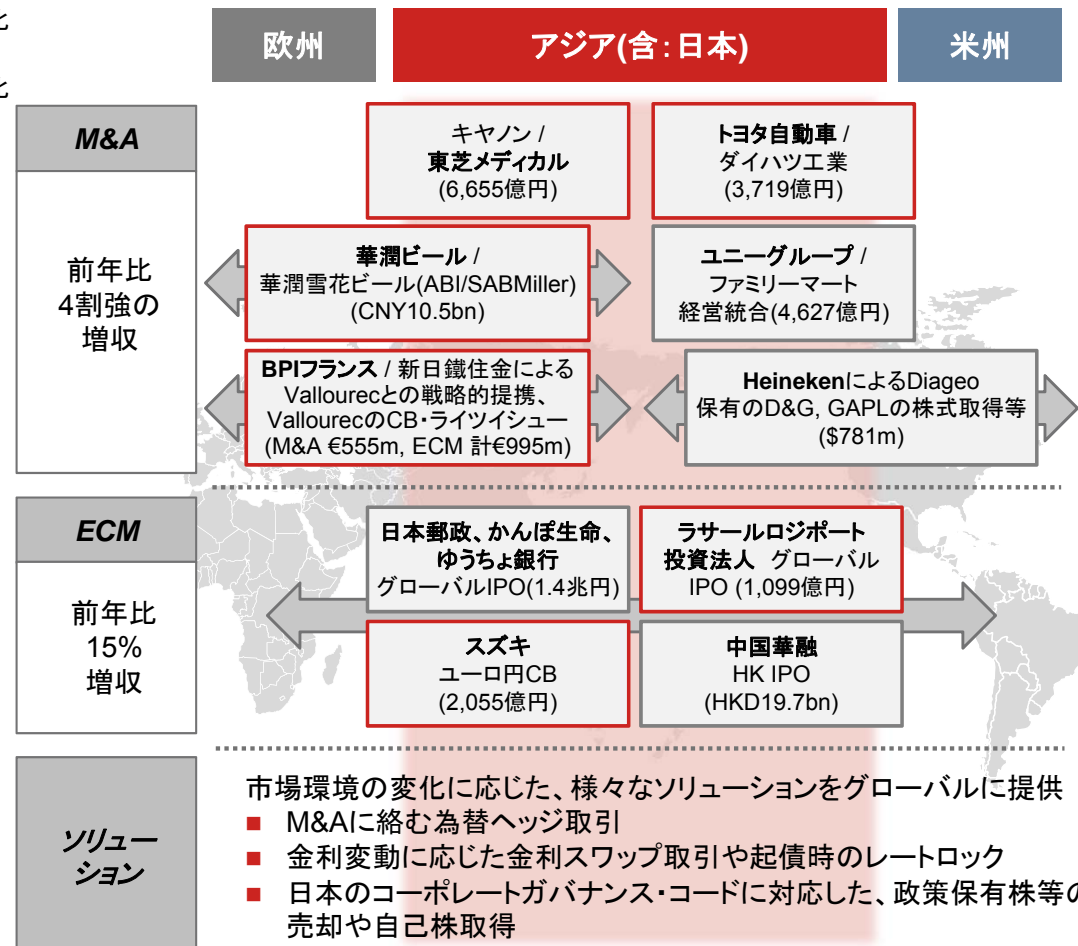 比
比
欧州
アジア(含:日本)
米州
M&A
前年比
4割強の
増収
キヤノン /
東芝メディカル
(6,655億円)
トヨタ自動車 /
ダイハツ工業
(3,719億円)
華潤ビール /
華潤雪花ビール(ABI/SABMiller)
(CNY10.5bn)
ユニーグループ /
ファミリーマート
経営統合(4,627億円)
BPIフランス / 新日鐵住金による
Vallourecとの戦略的提携、
VallourecのCB・ライツイシュー
(M&A €555m, ECM 計€995m)
HeinekenによるDiageo
保有のD&G, GAPLの株式取得等
($781m)
ECM
前年比
15%
増収
日本郵政、かんぽ生命、
ゆうちょ銀行
グローバルIPO(1.4兆円)
ラサールロジポート
投資法人 グローバル
IPO (1,099億円)
スズキ
ユーロ円CB
(2,055億円)
中国華融
HK IPO
(HKD19.7bn)
ソリュー
ション
市場環境の変化に応じた、様々なソリューションをグローバルに提供
■ M&Aに絡む為替ヘッジ取引
■ 金利変動に応じた金利スワップ取引や起債時のレートロック
■ 日本のコーポレートガバナンス・コードに対応した、政策保有株等の
売却や自己株取得